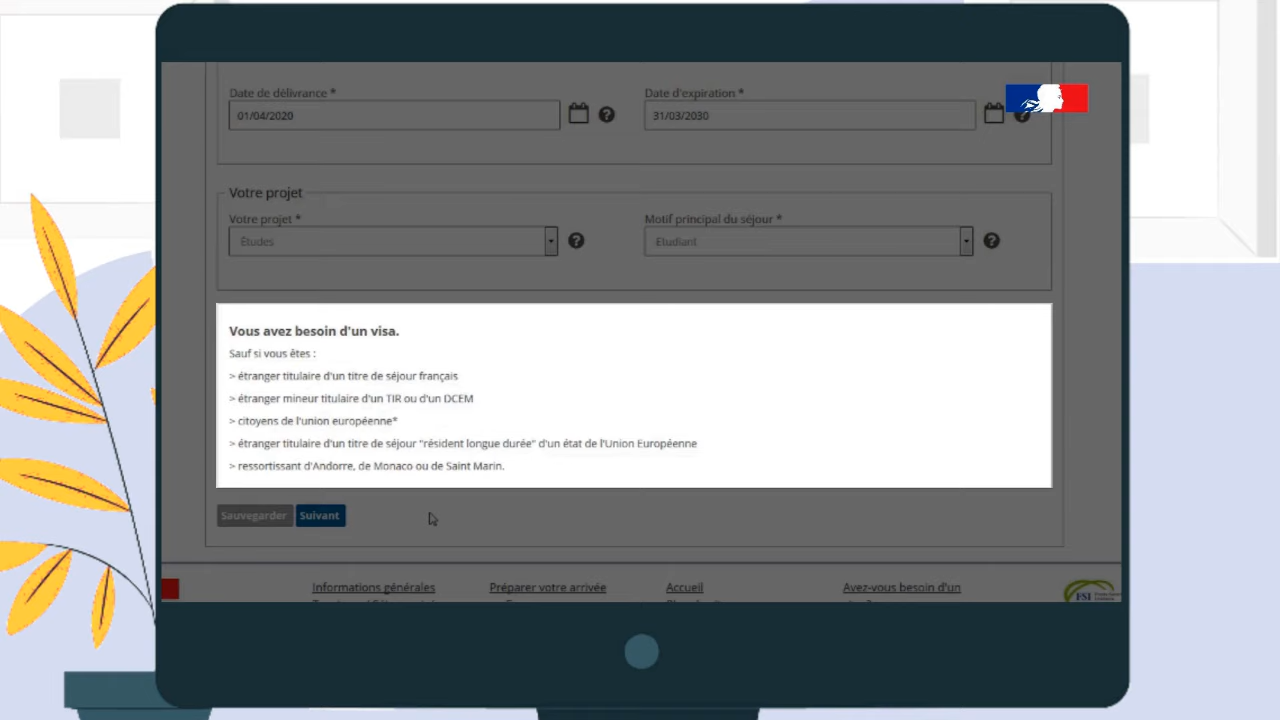 Date de délivrance *
Date d'expiration *
01/04/2020
31/03/2030
Votre projet
Votre projet *
Motif principal du séjour *
Études
Etudiant
Vous avez besoin d'un visa.
Sauf si vous êtes :
> étranger titulaire d'un titre de séjour français
> étranger mineur titulaire d'un TIR ou d'un DCEM
> citoyens de l'union européenne*
> étranger titulaire d'un titre de séjour "résident longue durée" d'un état de l'Union Européenne
> ressortissant d'Andorre, de Monaco ou de Saint Marin.
Sauvegarder
Suivant
Informations générales
Préparer votre arrivée
Accueil
Avez-vous besoin d'un
FSI